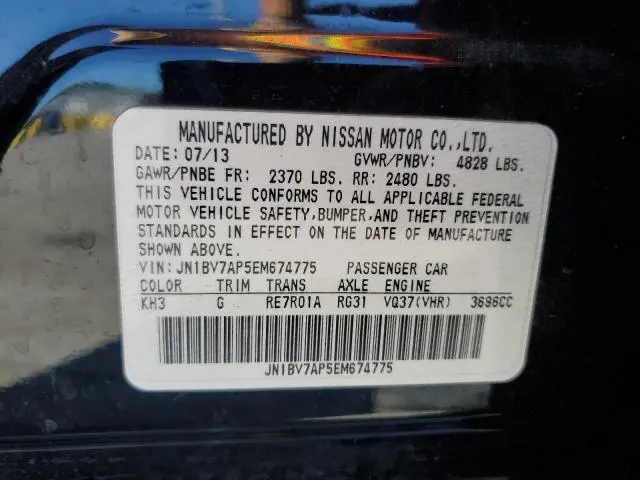 MANUFACTURED BY NISSAN MOTOR CO.,LTD.
DATE: 07/13 GVWR/PNBV: 4828 LBS.
GAWR/PNBE FR: 2370 LBS. RR: 2480 LBS.
THIS VEHICLE CONFORMS TO ALL APPLICABLE FEDERAL
MOTOR VEHICLE SAFETY,BUMPER,AND THEFT PREVENTION
STANDARDS IN EFFECT ON THE DATE OF MANUFACTURE
SHOWN ABOVE.
VIN: JN1BV7AP5EM674775 PASSENGER CAR
COLOR TRIM TRANS AXLE ENGINE
KH3 G RE7R01A RG31 VQ37(VHR) 3696CC
JN1BV7AP5EM674775